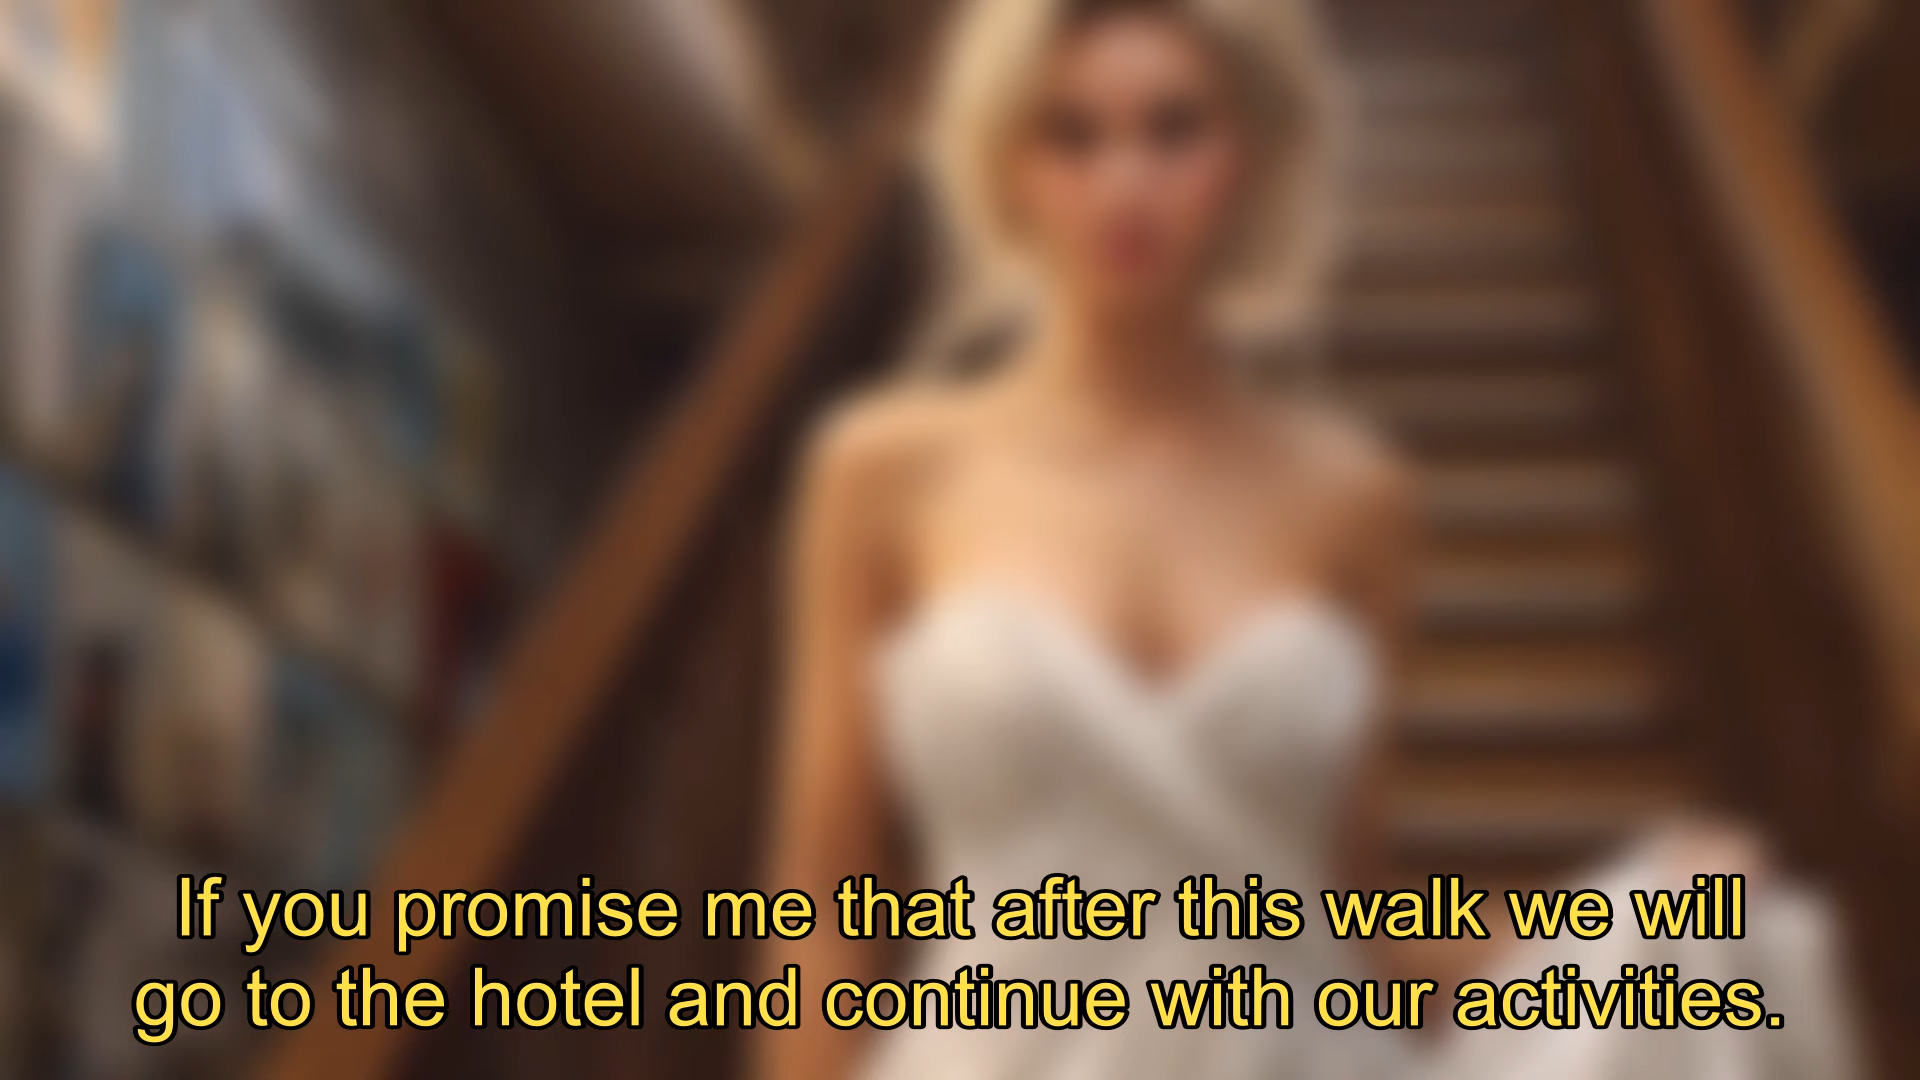 If you promise me that after this walk we will
go to the hotel and continue with our activities.